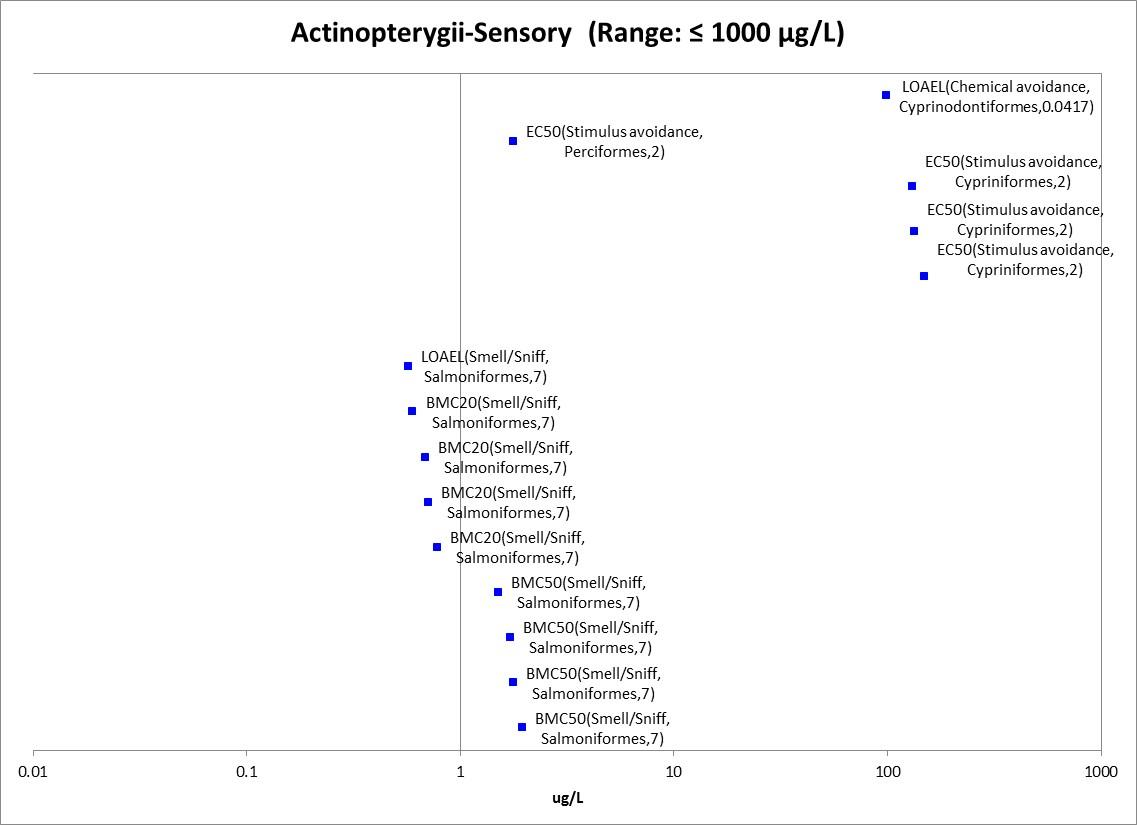 Actinopterygii-Sensory (Range: ≤ 1000 µg/L)
LOAEL(Chemical avoidance,
Cyprinodontiformes,0.0417)
EC50(Stimulus avoidance,
Perciformes,2)
EC50(Stimulus avoidance,
Cypriniformes,2)
EC50(Stimulus avoidance,
Cypriniformes,2)
EC50(Stimulus avoidance,
Cypriniformes,2)
LOAEL(Smell/Sniff,
Salmoniformes,7)
BMC20(Smell/Sniff,
Salmoniformes,7)
BMC20(Smell/Sniff,
Salmoniformes,7)
BMC20(Smell/Sniff,
Salmoniformes,7)
BMC20(Smell/Sniff,
Salmoniformes,7)
BMC50(Smell/Sniff,
Salmoniformes,7)
BMC50(Smell/Sniff,
Salmoniformes,7)
BMC50(Smell/Sniff,
Salmoniformes,7)
BMC50(Smell/Sniff,
Salmoniformes,7)
0.01 0.1 1 10 100 1000
ug/L